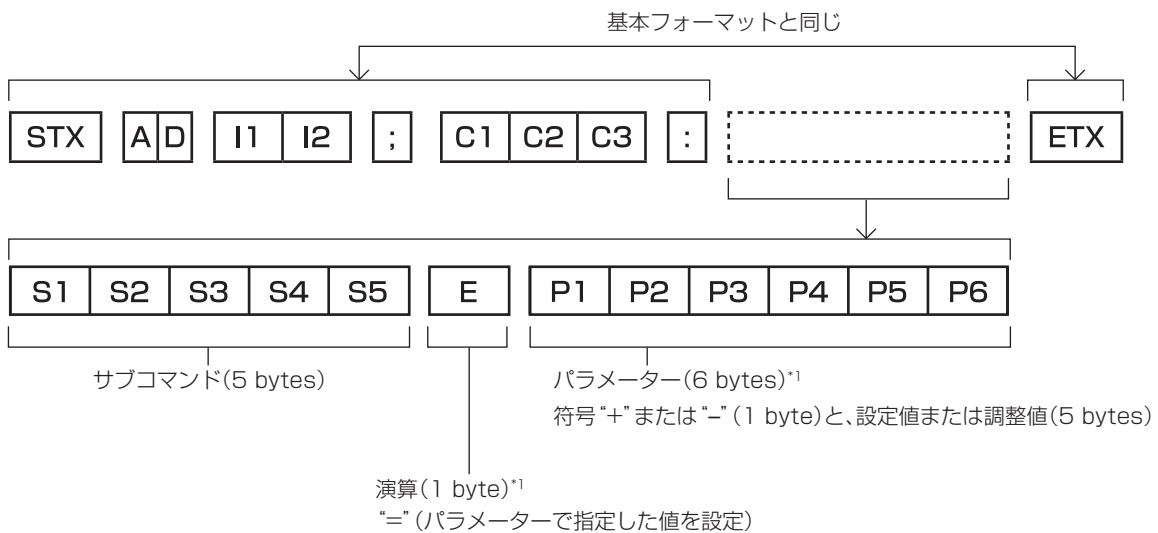 基本フォーマットと同じ
STX A D I1 I2 ; C1 C2 C3 : ETX
S1 S2 S3 S4 S5 E P1 P2 P3 P4 P5 P6
サブコマンド(5 bytes)
パラメーター(6 bytes)*1
符号“+”または“–”(1 byte)と、設定値または調整値(5 bytes)
演算(1 byte)*1
“=”(パラメーターで指定した値を設定)